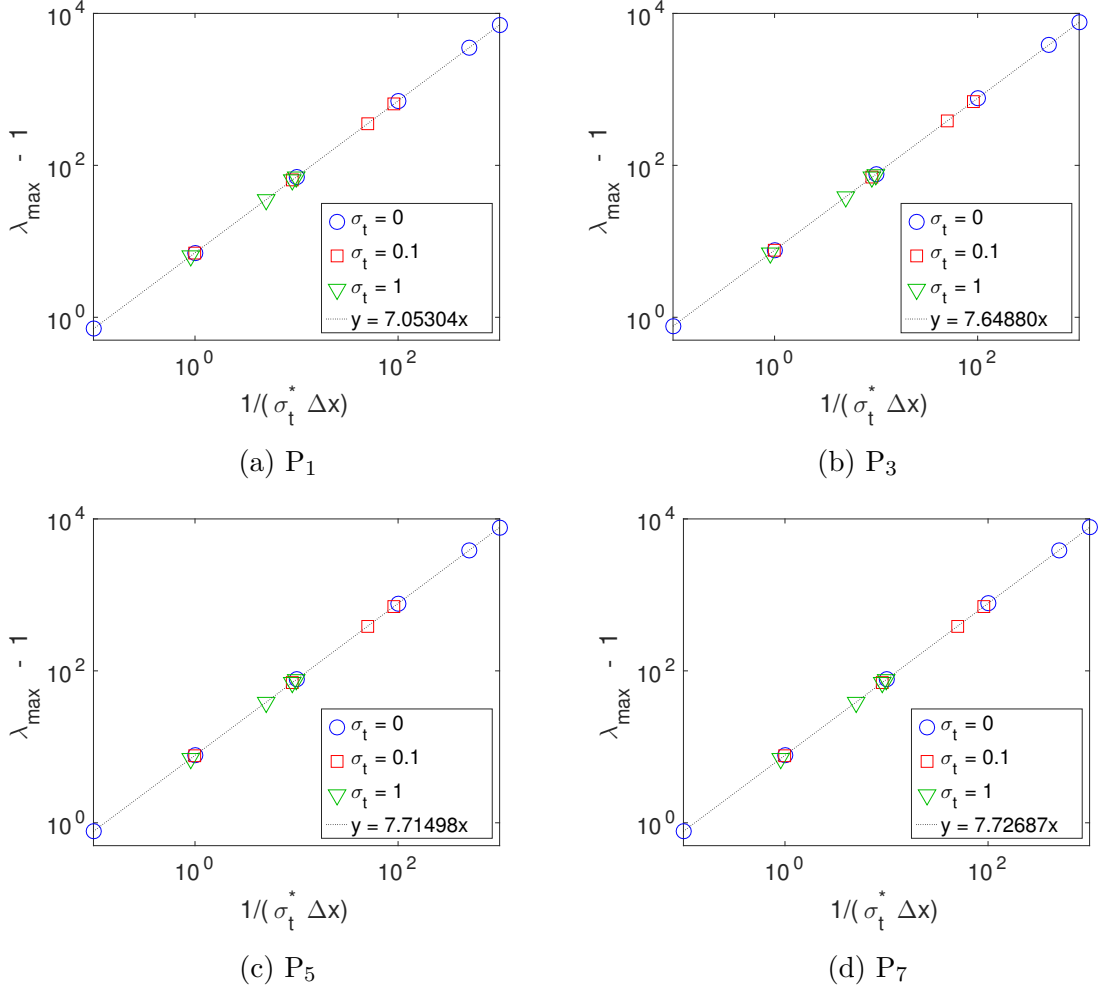 10^4
10^2
10^0
λ_max - 1
σ_t = 0
σ_t = 0.1
σ_t = 1
y = 7.05304x
10^0
10^2
1/(σ_t^* Δx)
(a) P_1
10^4
10^2
10^0
λ_max - 1
σ_t = 0
σ_t = 0.1
σ_t = 1
y = 7.64880x
10^0
10^2
1/(σ_t^* Δx)
(b) P_3
10^4
10^2
10^0
λ_max - 1
σ_t = 0
σ_t = 0.1
σ_t = 1
y = 7.71498x
10^0
10^2
1/(σ_t^* Δx)
(c) P_5
10^4
10^2
10^0
λ_max - 1
σ_t = 0
σ_t = 0.1
σ_t = 1
y = 7.72687x
10^0
10^2
1/(σ_t^* Δx)
(d) P_7